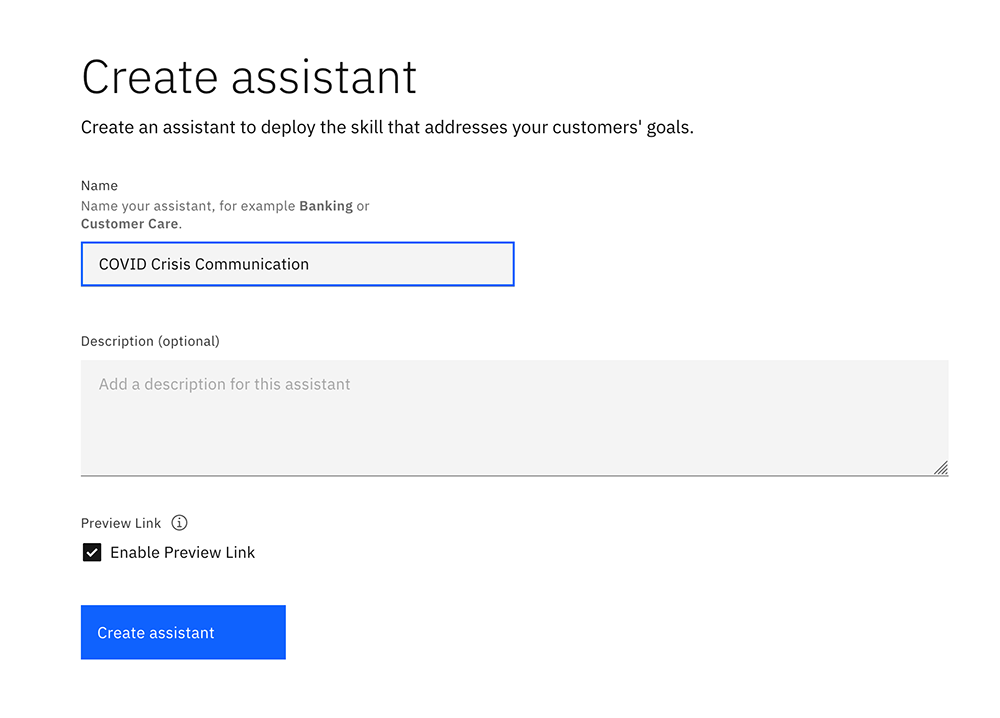 Create assistant
Create an assistant to deploy the skill that addresses your customers' goals.
Name
Name your assistant, for example Banking or
Customer Care.
COVID Crisis Communication
Description (optional)
Add a description for this assistant
Preview Link
Enable Preview Link
Create assistant